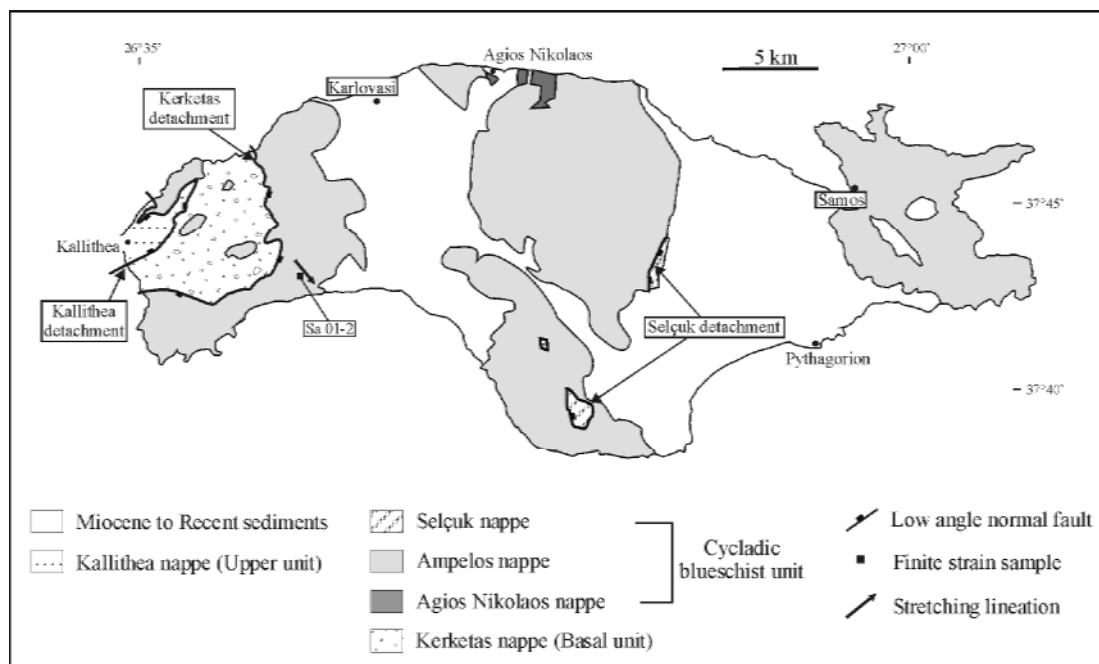 26°35'
Agios Nikolaos
5 km
27°00'
Karlovasi
Kerketas
detachment
Samos
37°45'
Kallithea
Kallithea
detachment
Sa 01-2
Selçuk detachment
Pythagorion
37°40'
Miocene to Recent sediments
Kallithea nappe (Upper unit)
Selçuk nappe
Ampelos nappe
Agios Nikolaos nappe
Kerketas nappe (Basal unit)
Cycladic
blueschist unit
Low angle normal fault
Finite strain sample
Stretching lineation